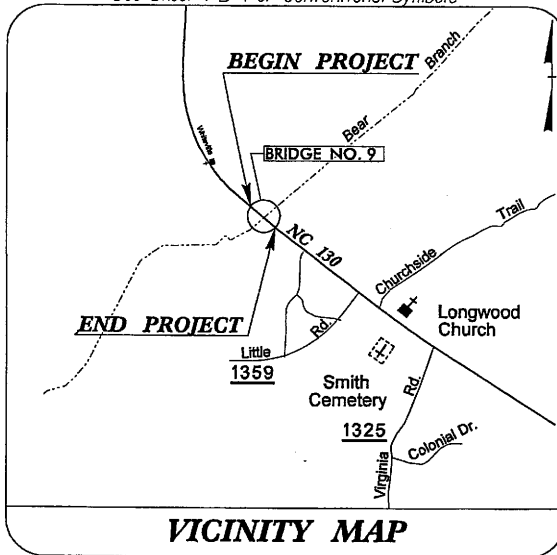 BEGIN PROJECT
Branch
Bear
BRIDGE NO. 9
NC 130
Trail
Churchside
Longwood
Church
END PROJECT
Little Rd.
1359
Smith
Cemetery
1325
Virginia Rd.
Colonial Dr.
VICINITY MAP